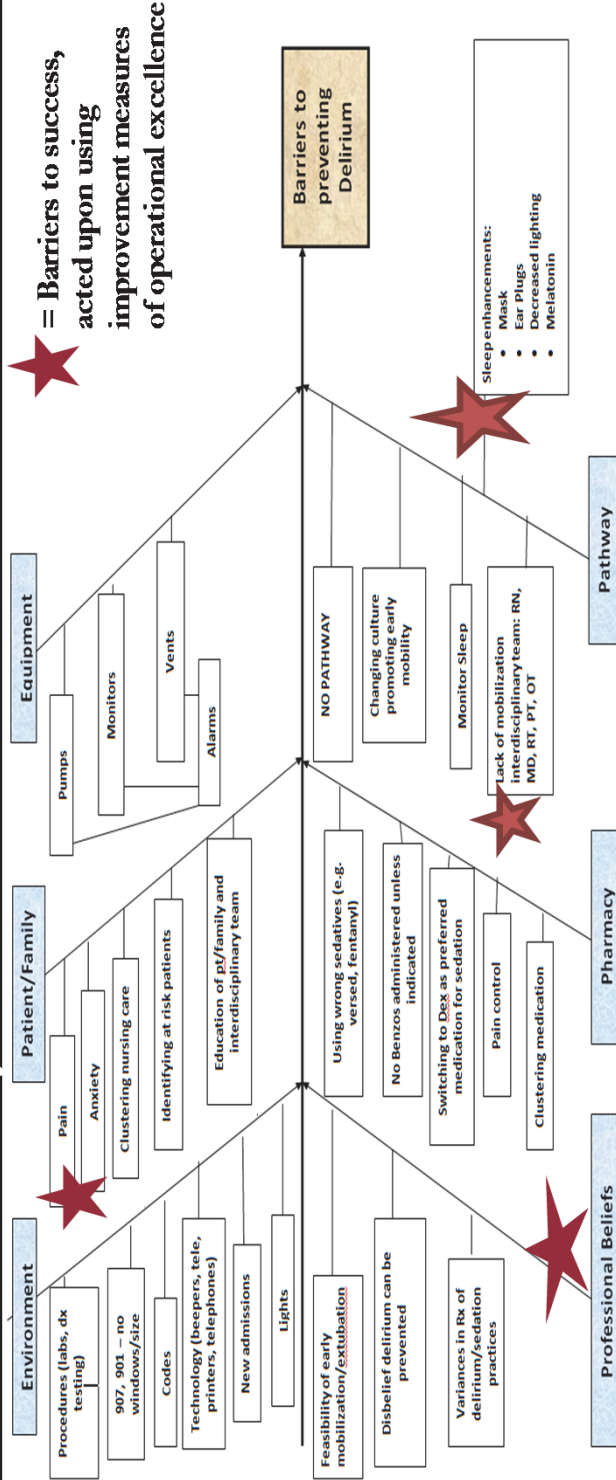 = Barriers to success,
acted upon using
improvement measures
of operational excellence
Environment
Procedures (labs, dx
testing)
907, 901 – no
windows/size
Codes
Technology (beepers, tele,
printers, telephones)
New admissions
Lights
Patient/Family
Pain
Anxiety
Clustering nursing care
Identifying at risk patients
Education of pt/family and
interdisciplinary team
Equipment
Pumps
Monitors
Vents
Alarms
Barriers to
preventing
Delirium
Feasibility of early
mobilization/extubation
Disbelief delirium can be
prevented
Variances in Rx of
delirium/sedation
practices
Professional Beliefs
Using wrong sedatives (e.g.
versed, fentanyl)
No Benzos administered unless
indicated
Switching to Dex as preferred
medication for sedation
Pain control
Clustering medication
Pharmacy
NO PATHWAY
Changing culture
promoting early
mobility
Monitor Sleep
Lack of mobilization
interdisciplinary team: RN,
MD, RT, PT, OT
Pathway
Sleep enhancements:
• Mask
• Ear Plugs
• Decreased lighting
• Melatonin